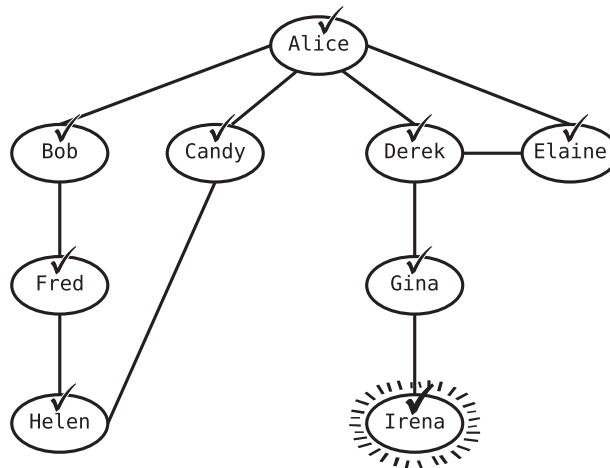 Alice
Bob
Candy
Derek
Elaine
Fred
Gina
Helen
Irena